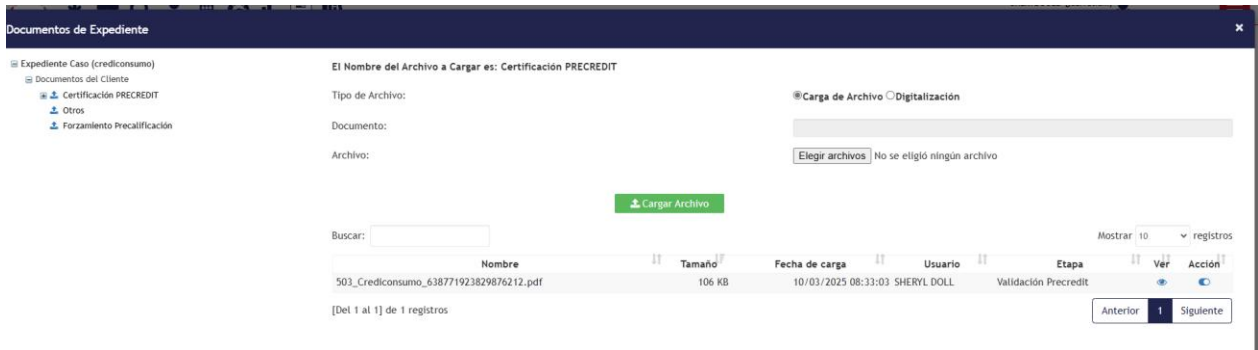 Documentos de Expediente ×
Expediente Caso (crediconsumo)
Documentos del Cliente
Certificación PRECREDIT
Otros
Forzamiento Precalificación
El Nombre del Archivo a Cargar es: Certificación PRECREDIT
Tipo de Archivo: Carga de Archivo Digitalización
Documento:
Archivo: Elegir archivos No se eligió ningún archivo
Cargar Archivo
Buscar: Mostrar 10 registros
Nombre Tamaño Fecha de carga Usuario Etapa Ver Acción
503_Crediconsumo_638771923829876212.pdf 106 KB 10/03/2025 08:33:03 SHERYL DOLL Validación Precredit
[Del 1 al 1] de 1 registros Anterior 1 Siguiente